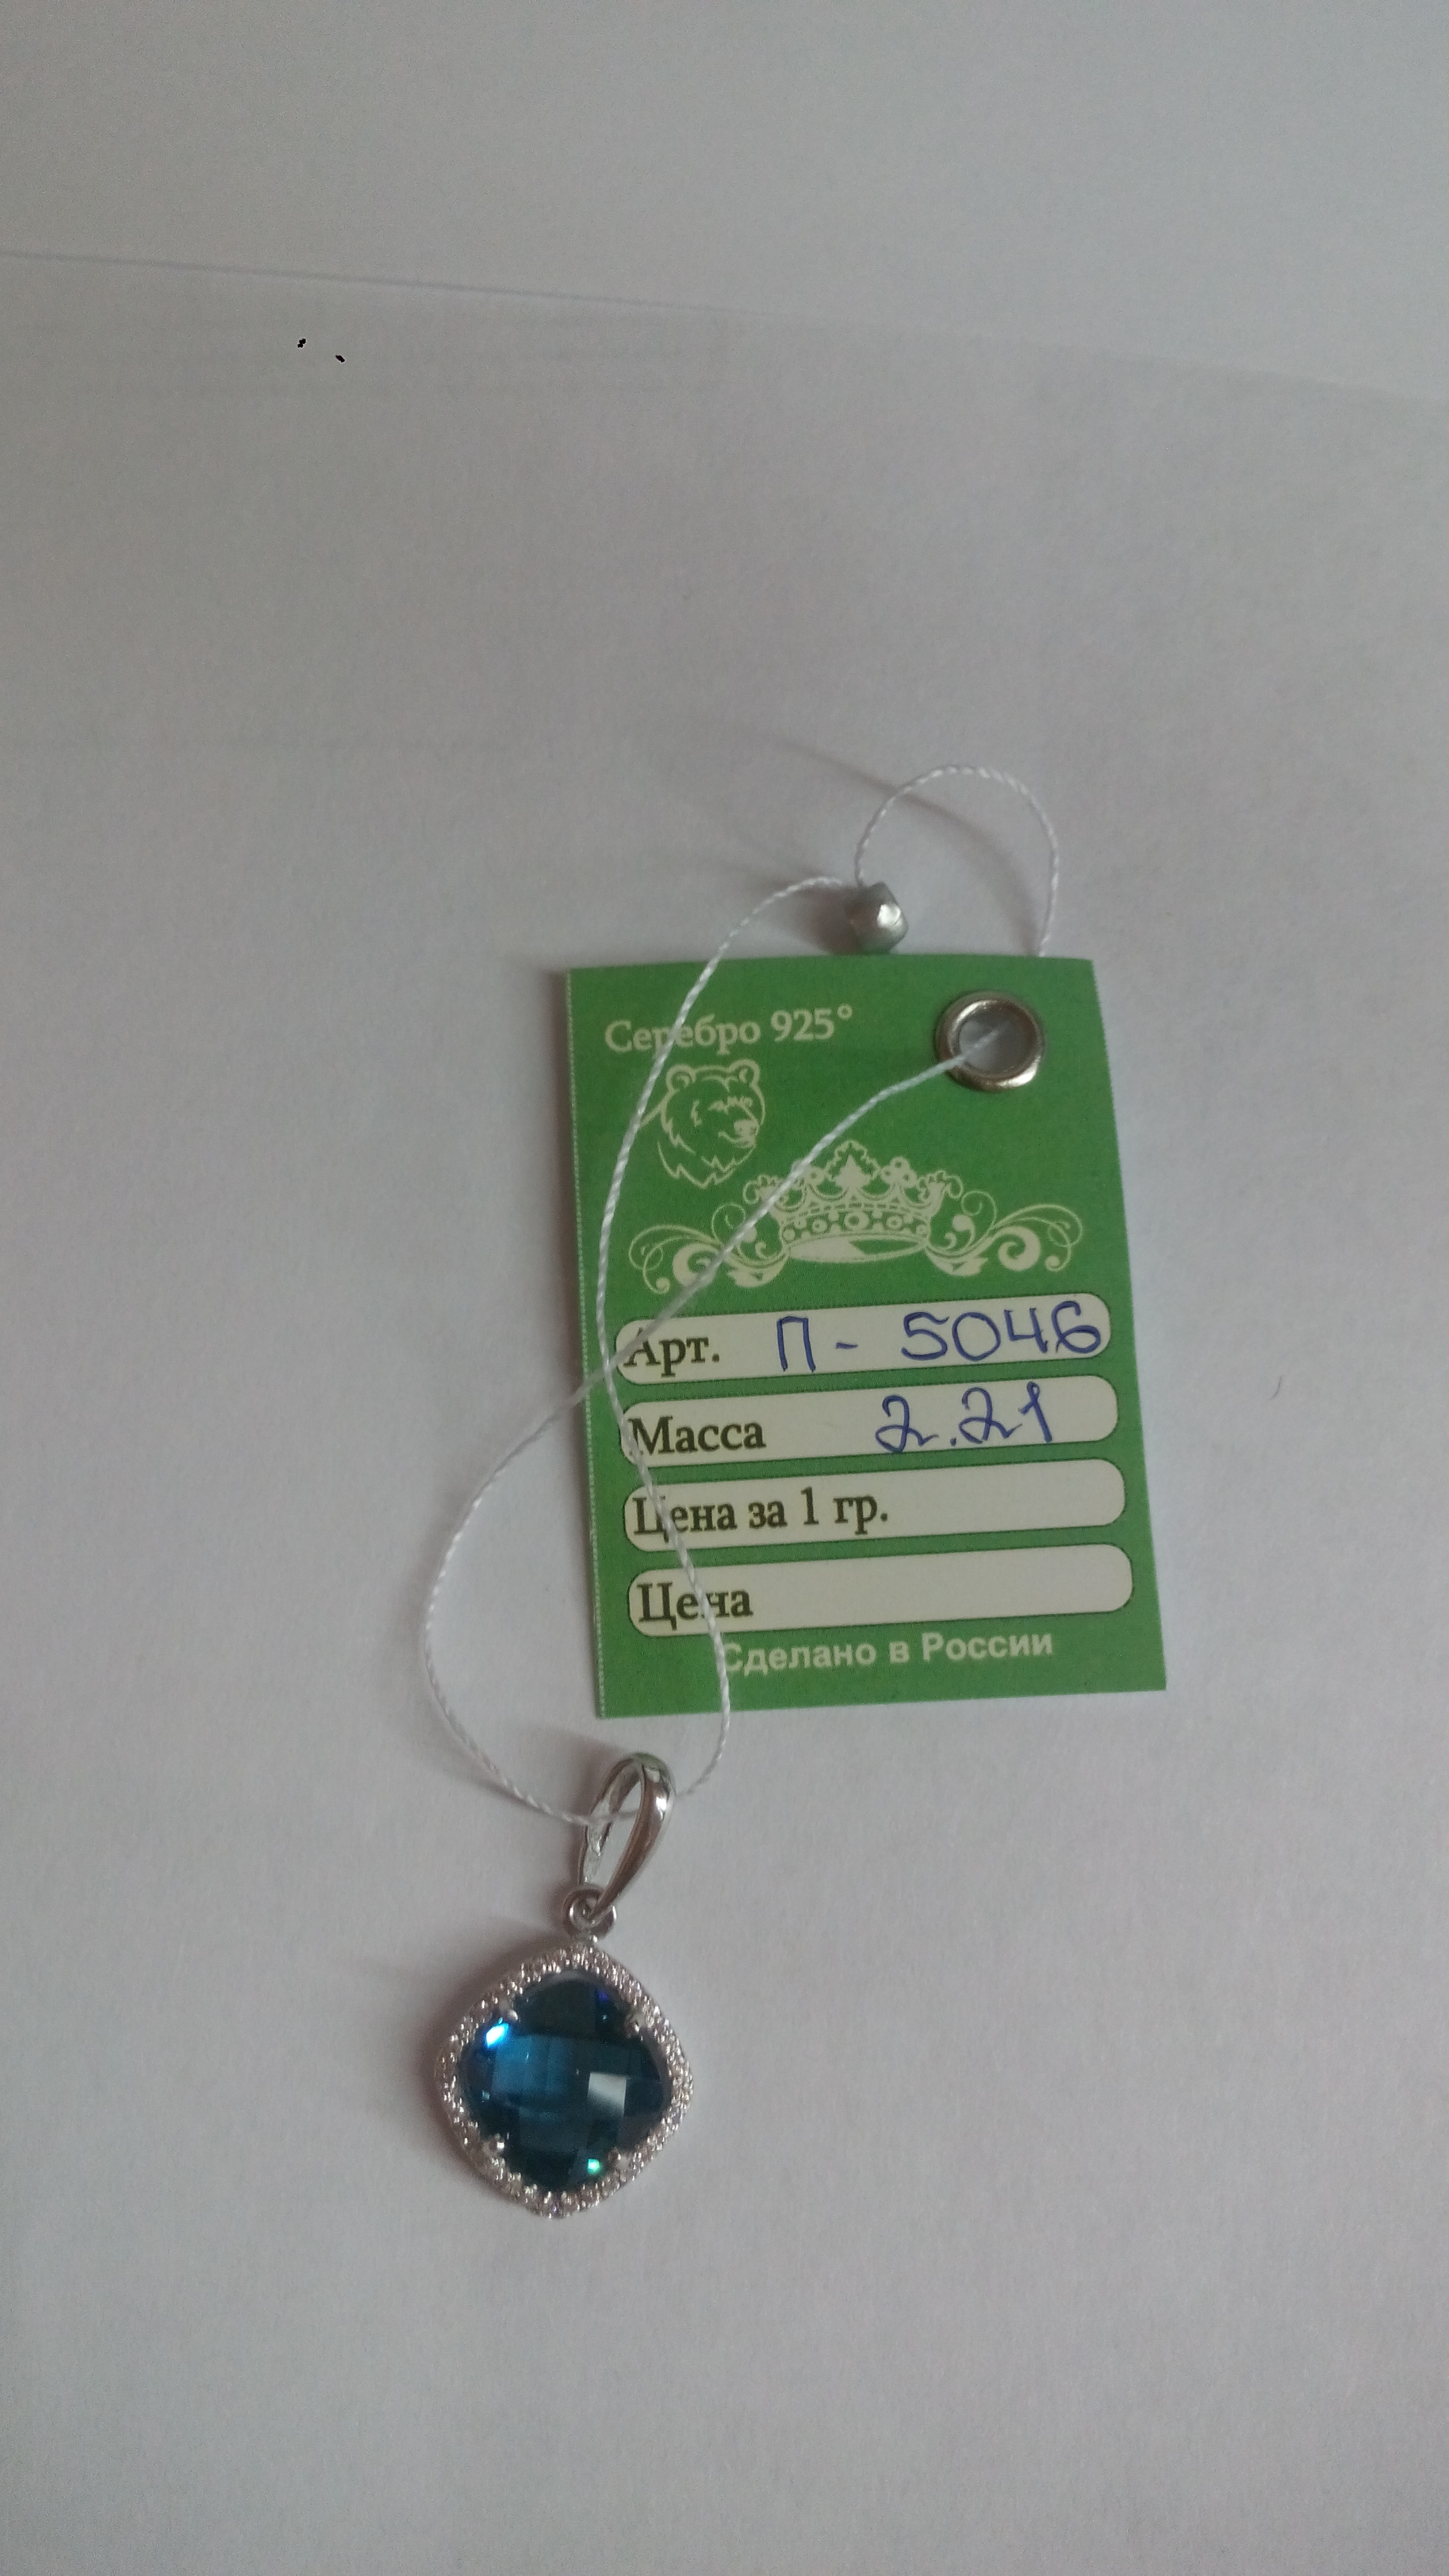 Серебро 925°
Арт. П - 5046
Масса 2.21
Цена за 1 гр.
Цена
Сделано в России